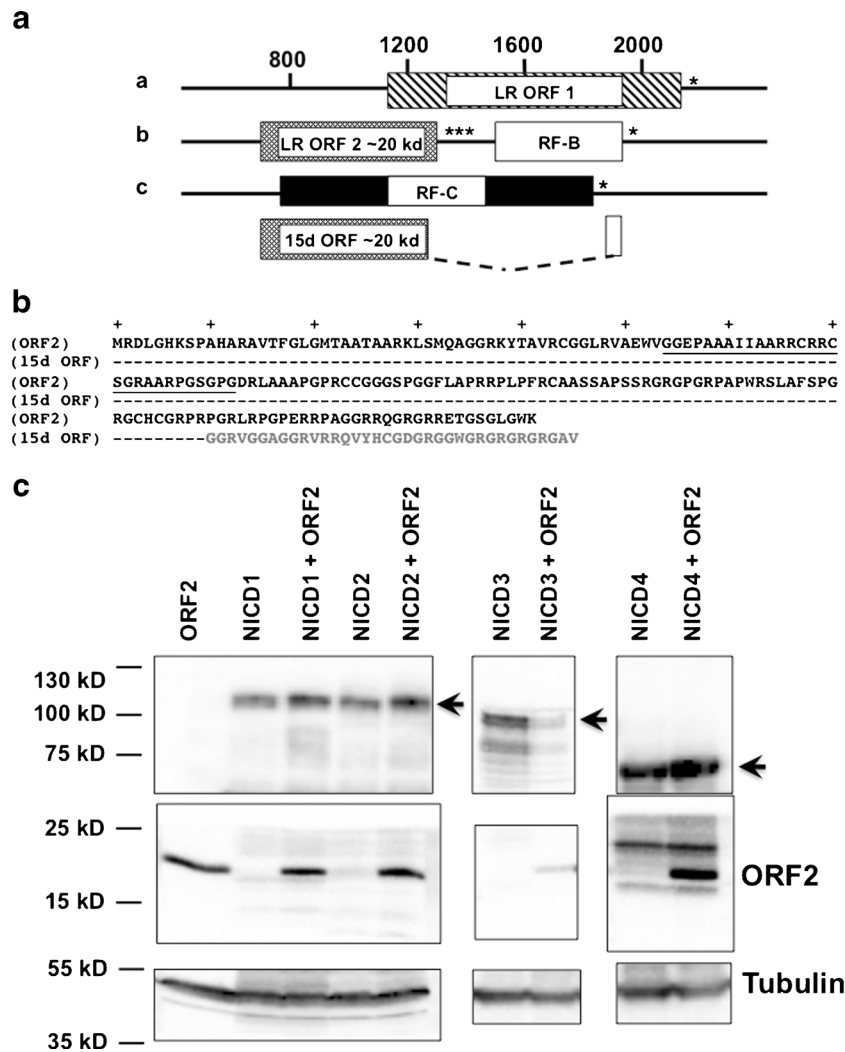 a
800 1200 1600 2000
a LR ORF 1 *
b LR ORF 2 ~20 kd *** RF-B *
c RF-C *
15d ORF ~20 kd
b
+ + + + + + + +
(ORF2) MRDLGHKSPAHARAVTFGLGMTAATAARKLSMQAGGRKYTAVRCGGLRVAEWVGGEPAAAIIAARRCRRC
(15d ORF) ----------------------------------------------------------------------
(ORF2) SGRAARPGSGPGDRLAAAPGPRCCGGGSPGGFLAPRRPLPFRCAASSAPSSRGRGPGRPAPWRSLAFSPG
(15d ORF) ----------------------------------------------------------------------
(ORF2) RGCHCGRPRPGRLRPGPERRPAGGRRQGRGRRETGSGLGWK
(15d ORF) ---------GGRVGGAGGRVRRQVYHCGDGRGGWGRGRGRGRGAV
c
ORF2
NICD1
NICD1 + ORF2
NICD2
NICD2 + ORF2
NICD3
NICD3 + ORF2
NICD4
NICD4 + ORF2
130 kD
100 kD
75 kD
25 kD
15 kD
ORF2
55 kD
Tubulin
35 kD